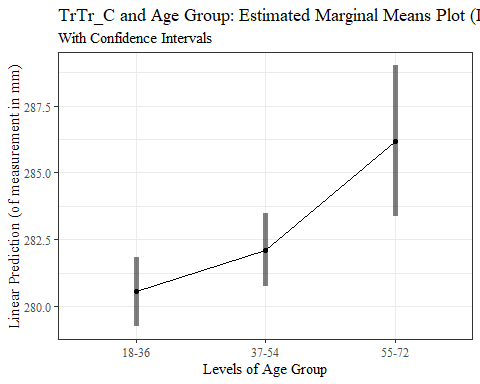 TrTr_C and Age Group: Estimated Marginal Means Plot (
With Confidence Intervals
Linear Prediction (of measurement in mm)
287.5
285.0
282.5
280.0
18-36
37-54
55-72
Levels of Age Group